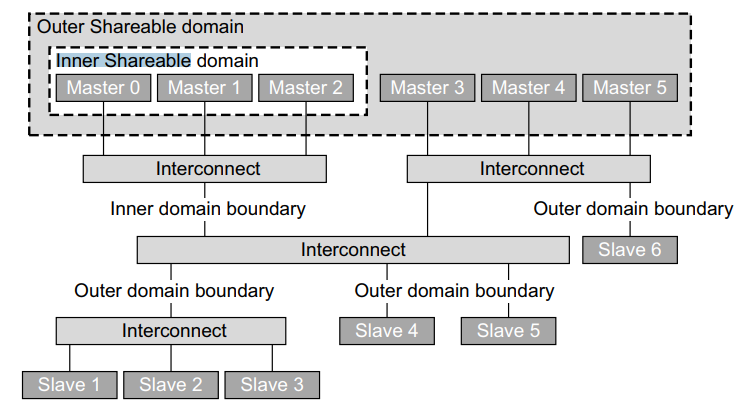 Outer Shareable domain
Inner Shareable domain
Master 0 Master 1 Master 2 Master 3 Master 4 Master 5
Interconnect Interconnect
Inner domain boundary Outer domain boundary
Interconnect Slave 6
Outer domain boundary Outer domain boundary
Interconnect Slave 4 Slave 5
Slave 1 Slave 2 Slave 3